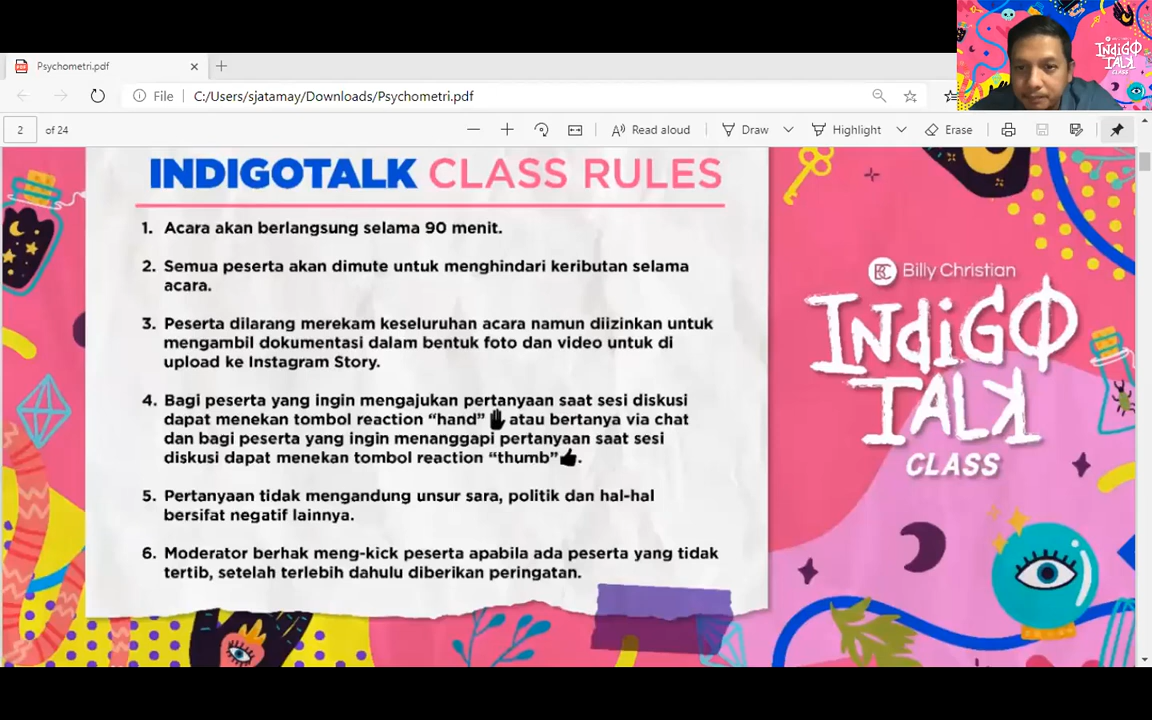 Psychometri.pdf
File
C:/Users/sjatamay/Downloads/Psychometri.pdf
2 of 24
Read aloud
Draw
Highlight
Erase
INDIGO TALK CLASS
INDIGOTALK CLASS RULES
1. Acara akan berlangsung selama 90 menit.
2. Semua peserta akan dimute untuk menghindari keributan selama
acara.
3. Peserta dilarang merekam keseluruhan acara namun diizinkan untuk
mengambil dokumentasi dalam bentuk foto dan video untuk di
upload ke Instagram Story.
4. Bagi peserta yang ingin mengajukan pertanyaan saat sesi diskusi
dapat menekan tombol reaction “hand” atau bertanya via chat
dan bagi peserta yang ingin menanggapi pertanyaan saat sesi
diskusi dapat menekan tombol reaction “thumb”.
5. Pertanyaan tidak mengandung unsur sara, politik dan hal-hal
bersifat negatif lainnya.
6. Moderator berhak meng-kick peserta apabila ada peserta yang tidak
tertib, setelah terlebih dahulu diberikan peringatan.
BC Billy Christian
INDIGO
TALK
CLASS